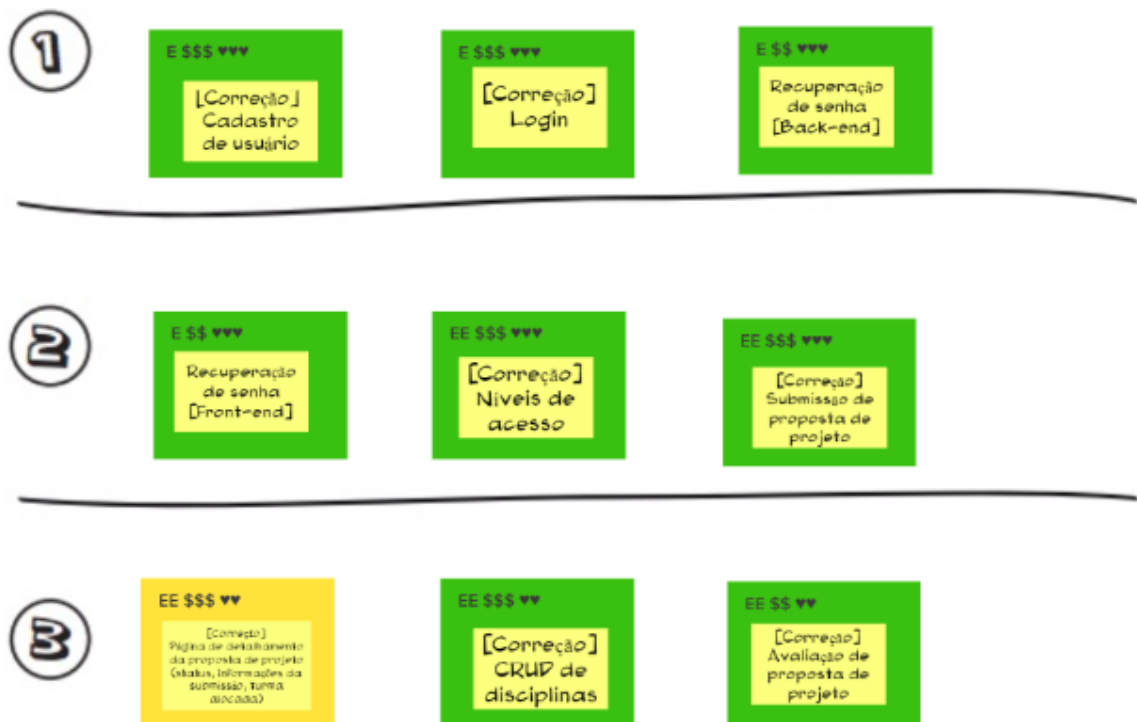 1
E $$$ ♥♥♥
[Correção]
Cadastro
de usuário
E $$$ ♥♥♥
[Correção]
Login
E $$ ♥♥♥
Recuperação
de senha
[Back-end]
2
E $$ ♥♥♥
Recuperação
de senha
[Front-end]
EE $$$ ♥♥♥
[Correção]
Níveis de
acesso
EE $$$ ♥♥♥
[Correção]
Submissão de
proposta de
projeto
3
EE $$$ ♥♥
[Correção]
Página de detalhamento
da proposta de projeto
(status, informações da
submissão, turma
alocada)
EE $$$ ♥♥
[Correção]
CRUD de
disciplinas
EE $$ ♥♥
[Correção]
Avaliação de
proposta de
projeto